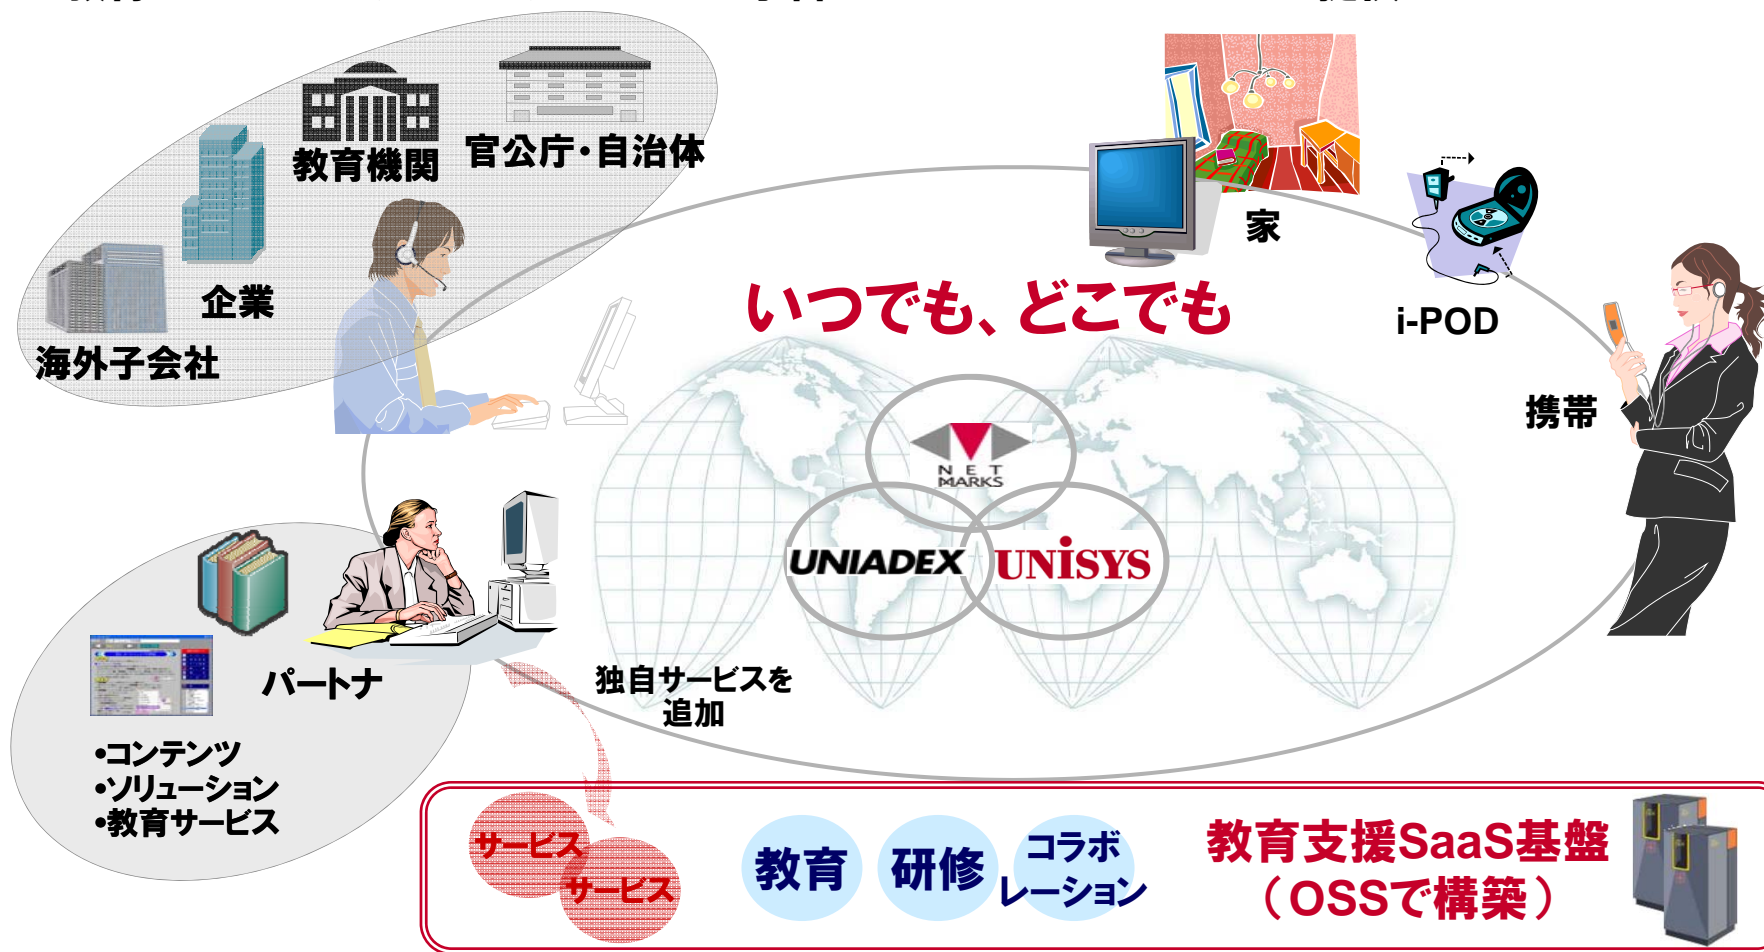 官公庁・自治体
教育機関
企業
海外子会社
家
i-POD
携帯
いつでも、どこでも
NET
MARKS
UNIADEX
UNISYS
パートナ
•コンテンツ
•ソリューション
•教育サービス
独自サービスを
追加
サービス
サービス
教育
研修
コラボ
レーション
教育支援SaaS基盤
（OSSで構築）